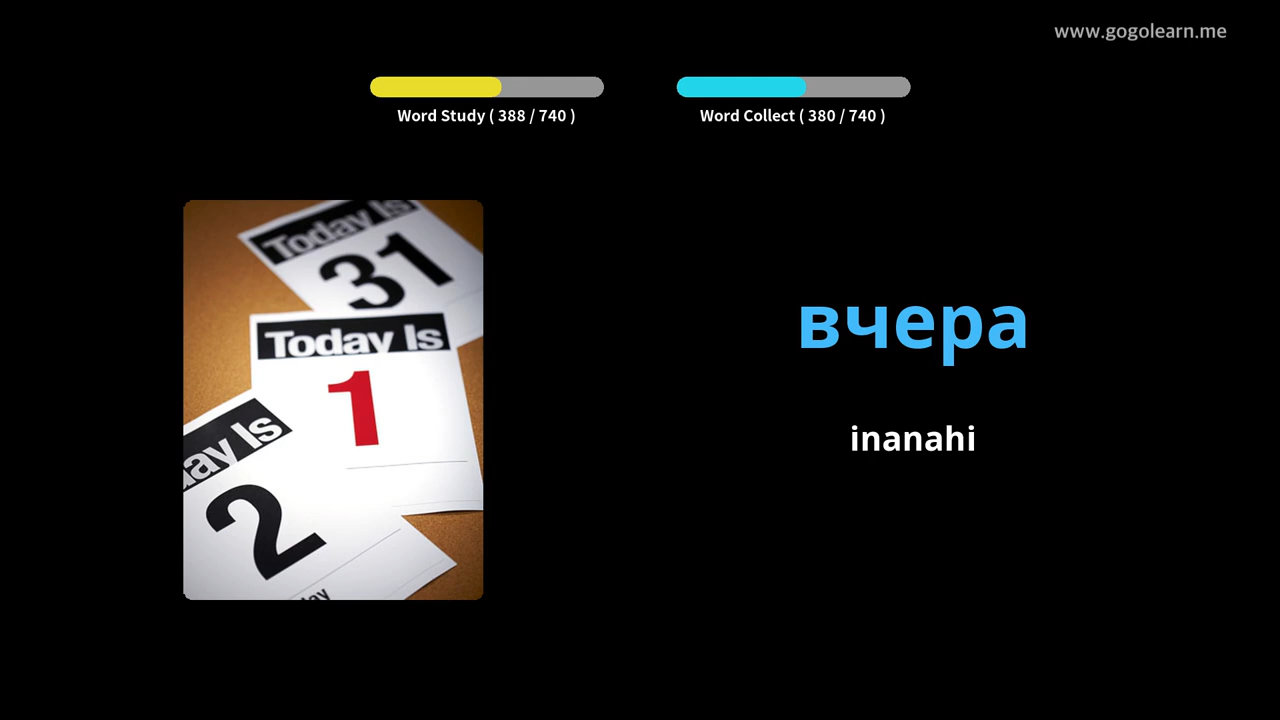 www.gogolearn.me
Word Study ( 388 / 740 )
Word Collect ( 380 / 740 )
Today Is
31
Today Is
1
day Is
2
вчера
inanahi